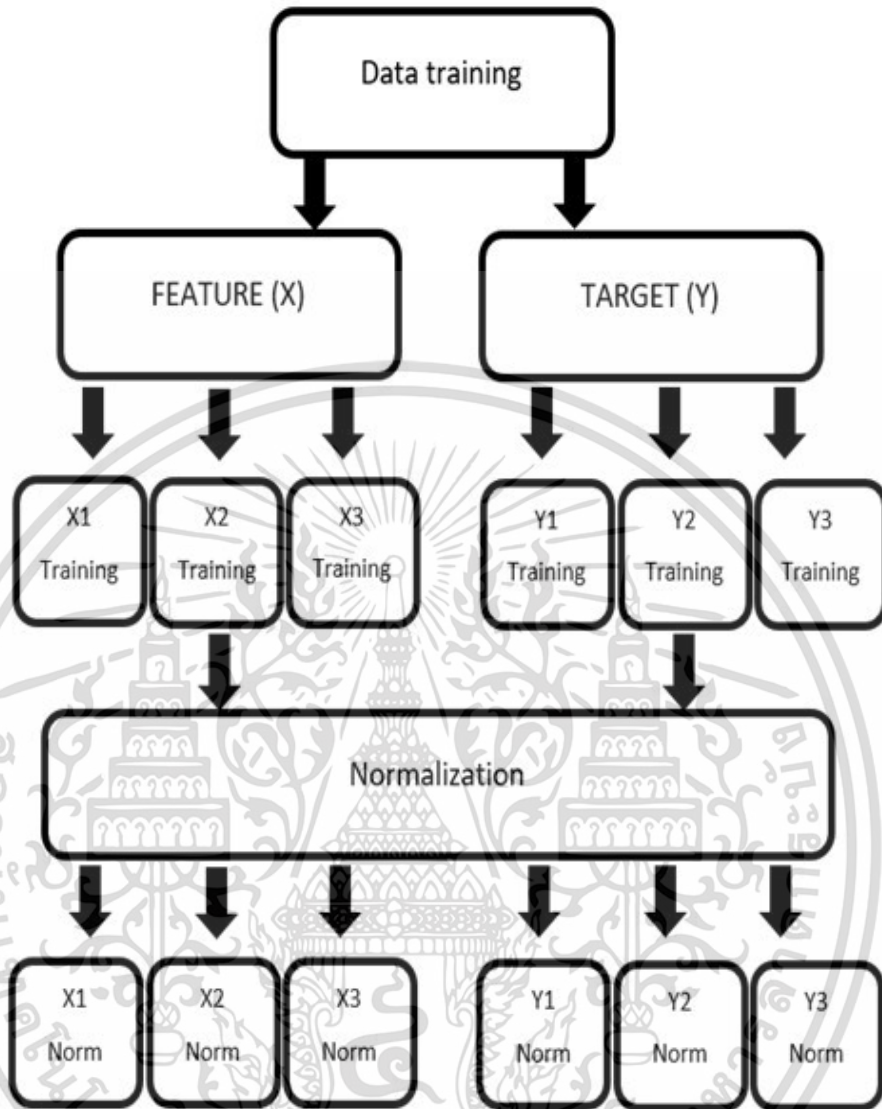 Data training
FEATURE (X)
TARGET (Y)
X1
Training
X2
Training
X3
Training
Y1
Training
Y2
Training
Y3
Training
Normalization
X1
Norm
X2
Norm
X3
Norm
Y1
Norm
Y2
Norm
Y3
Norm